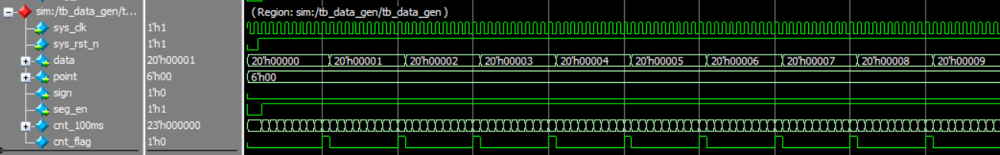 sim:/tb_data_gen/t... (Region: sim:/tb_data_gen/tb_data_gen )
sys_clk 1'h1
sys_rst_n 1'h1
data 20'h00001 20'h00000 20'h00001 20'h00002 20'h00003 20'h00004 20'h00005 20'h00006 20'h00007 20'h00008 20'h00009
point 6'h00 6'h00
sign 1'h0
seg_en 1'h1
cnt_100ms 23'h000000
cnt_flag 1'h0